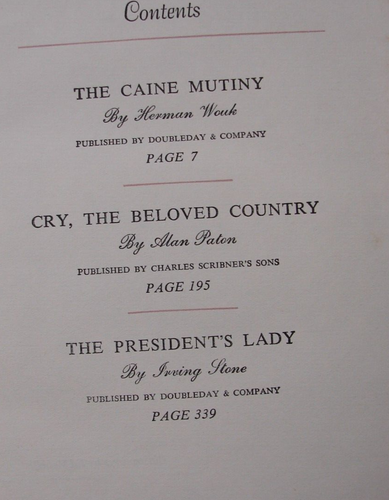 Contents
THE CAINE MUTINY
By Herman Wouk
PUBLISHED BY DOUBLEDAY & COMPANY
PAGE 7
CRY, THE BELOVED COUNTRY
By Alan Paton
PUBLISHED BY CHARLES SCRIBNER'S SONS
PAGE 195
THE PRESIDENT'S LADY
By Irving Stone
PUBLISHED BY DOUBLEDAY & COMPANY
PAGE 339